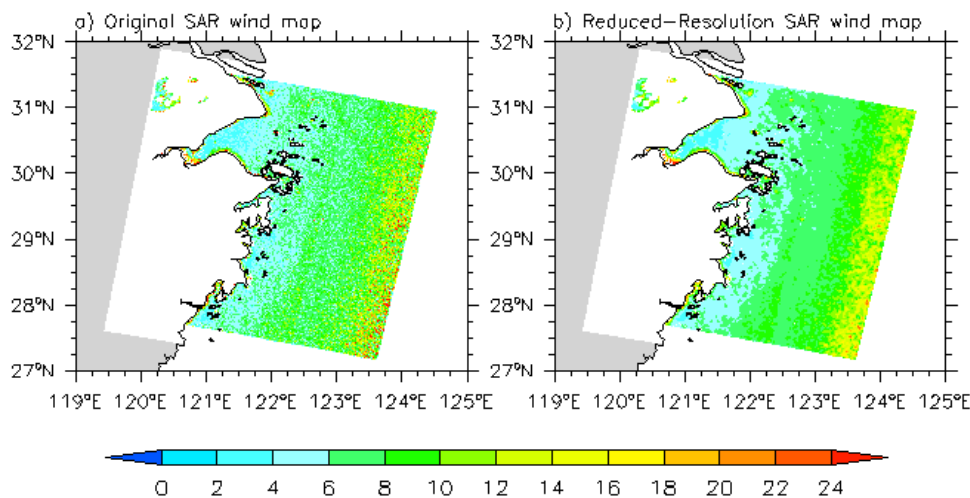 a) Original SAR wind map
b) Reduced-Resolution SAR wind map
32°N
31°N
30°N
29°N
28°N
27°N
119°E 120°E 121°E 122°E 123°E 124°E 125°E
32°N
31°N
30°N
29°N
28°N
27°N
119°E 120°E 121°E 122°E 123°E 124°E 125°E
0 2 4 6 8 10 12 14 16 18 20 22 24